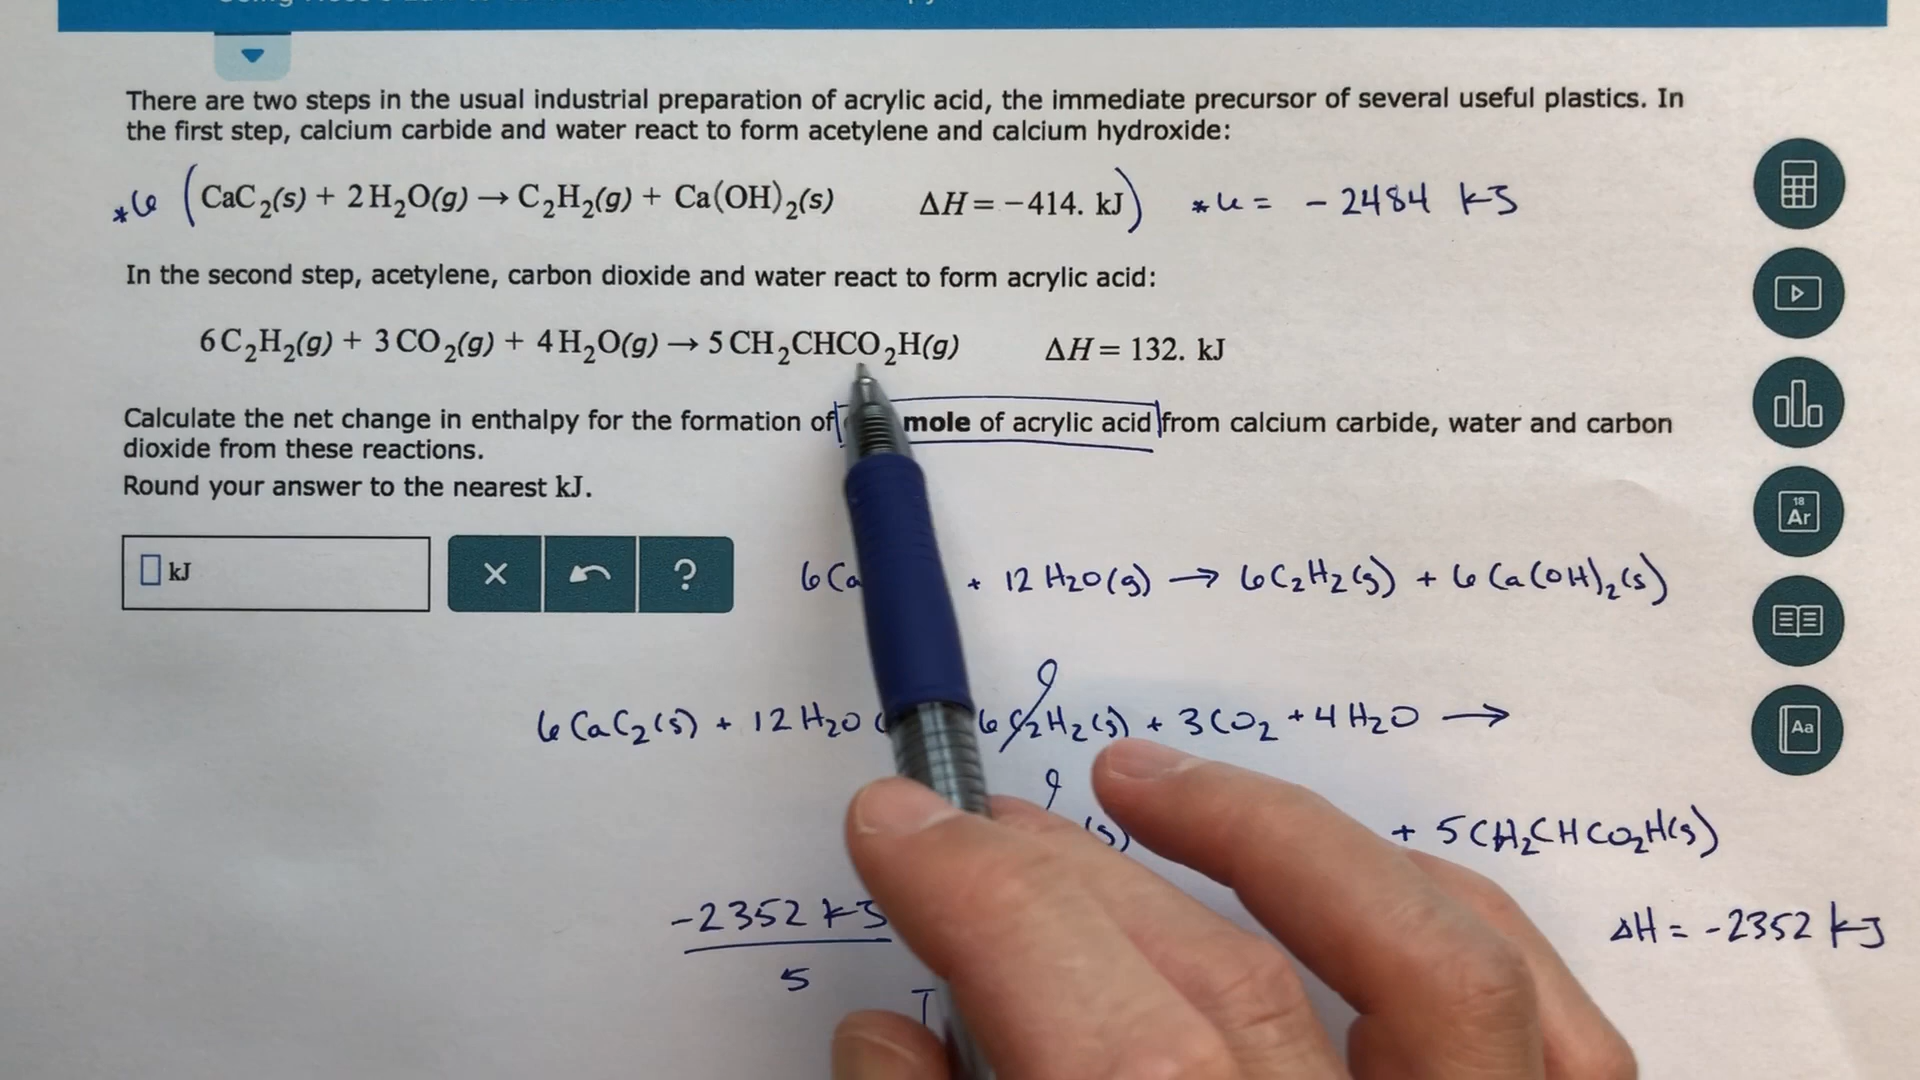 There are two steps in the usual industrial preparation of acrylic acid, the immediate precursor of several useful plastics. In
the first step, calcium carbide and water react to form acetylene and calcium hydroxide:
*6 (CaC₂(s) + 2H₂O(g) → C₂H₂(g) + Ca(OH)₂(s) ΔH = −414. kJ) *6 = - 2484 kJ
In the second step, acetylene, carbon dioxide and water react to form acrylic acid:
6C₂H₂(g) + 3CO₂(g) + 4H₂O(g) → 5CH₂CHCO₂H(g) ΔH = 132. kJ
Calculate the net change in enthalpy for the formation of mole of acrylic acid from calcium carbide, water and carbon
dioxide from these reactions.
Round your answer to the nearest kJ.
kJ
× ?
6Ca + 12 H₂O(g) → 6C₂H₂(g) + 6Ca(OH)₂(s)
6CaC₂(s) + 12H₂O ( 6C₂H₂(g) + 3CO₂ + 4H₂O →
(g) + 5CH₂CHCO₂H(g)
-2352 kJ
5
ΔH = -2352 kJ
18
Ar
Aa